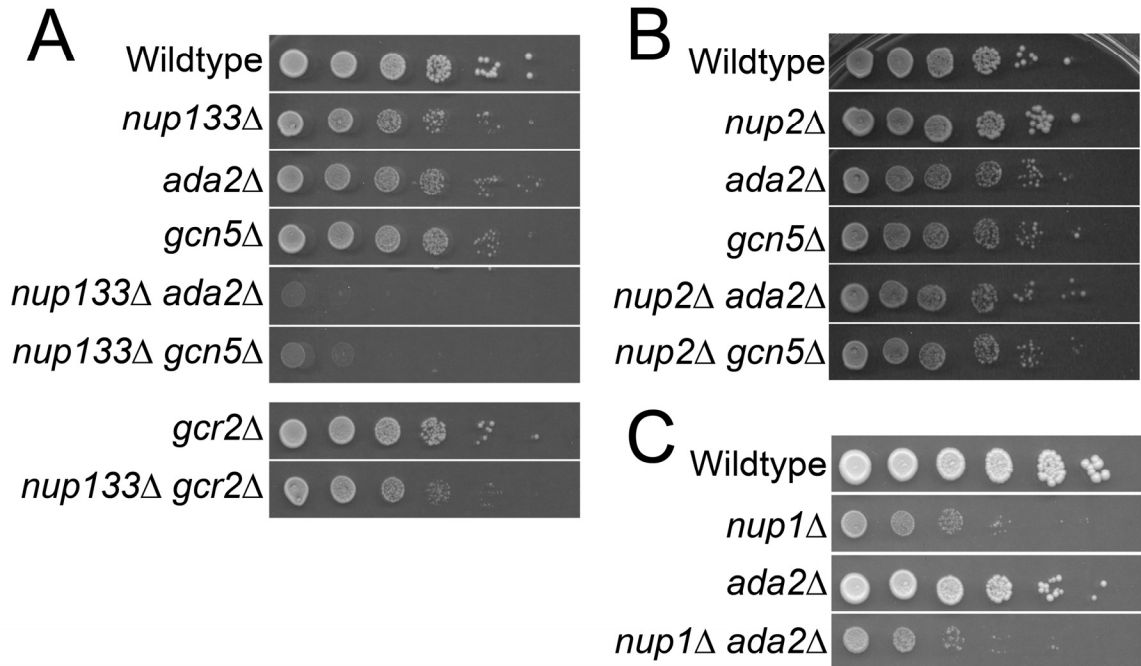 A
Wildtype
nup133Δ
ada2Δ
gcn5Δ
nup133Δ ada2Δ
nup133Δ gcn5Δ
gcr2Δ
nup133Δ gcr2Δ
B
Wildtype
nup2Δ
ada2Δ
gcn5Δ
nup2Δ ada2Δ
nup2Δ gcn5Δ
C
Wildtype
nup1Δ
ada2Δ
nup1Δ ada2Δ